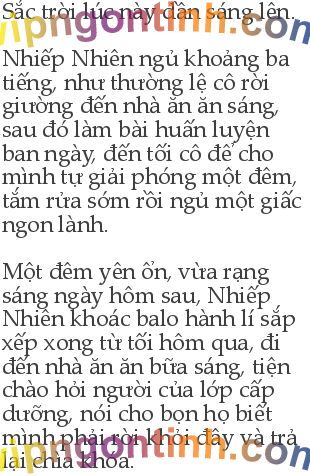 Sắc trời lúc này dần sáng lên.
vipngontinh.com
Nhiếp Nhiên ngủ khoảng ba
tiếng, như thường lệ cô rời
giường đến nhà ăn ăn sáng,
sau đó làm bài huấn luyện
ban ngày, đến tối cô để cho
mình tự giải phóng một đêm,
tắm rửa sớm rồi ngủ một giấc
ngon lành.
Một đêm yên ổn, vừa rạng
sáng ngày hôm sau, Nhiếp
Nhiên khoác balo hành lí sắp
xếp xong từ tối hôm qua, đi
đến nhà ăn ăn bữa sáng, tiện
chào hỏi người của lớp cấp
dưỡng, nói cho bọn họ biết
mình phải rời khỏi đây và trả
lại chìa khóa.
vipngontinh.com